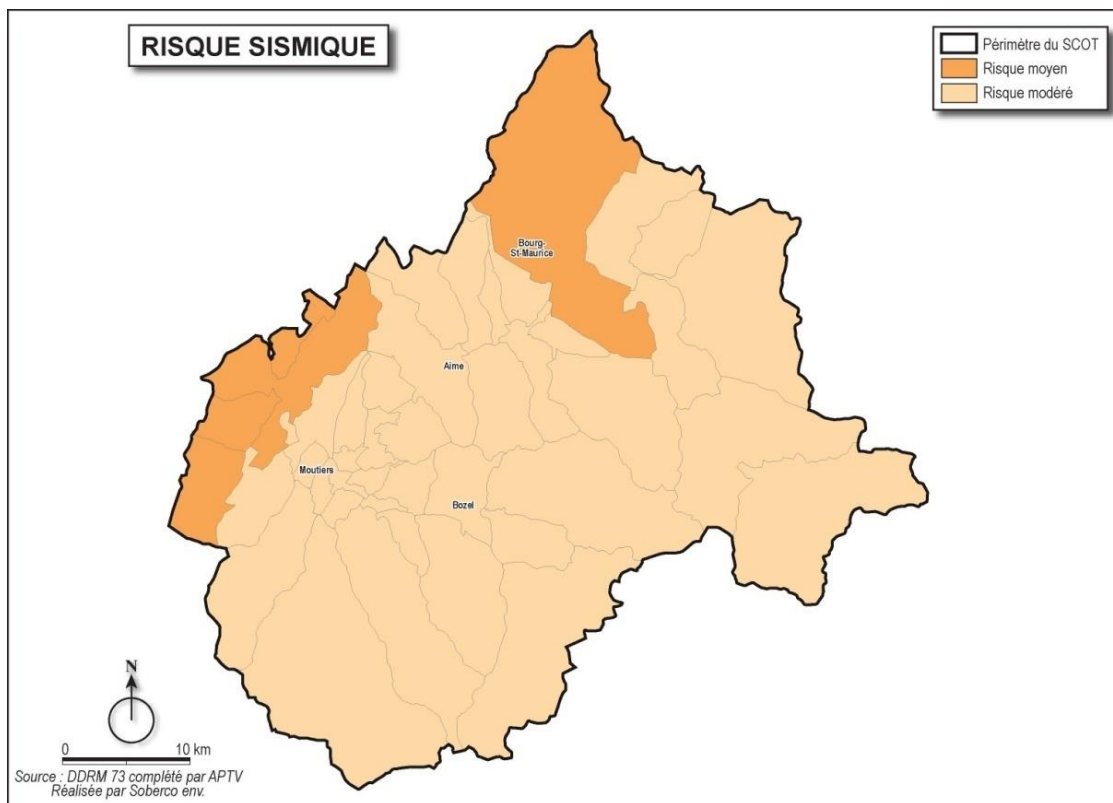 RISQUE SISMIQUE
Périmètre du SCOT
Risque moyen
Risque modéré
Bourg-
St-Maurice
Aime
Moutiers
Bozel
N
0 10 km
Source : DDRM 73 complété par APTV
Réalisée par Soberco env.